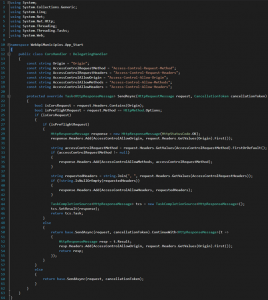 using System;
using System.Collections.Generic;
using System.Linq;
using System.Net;
using System.Net.Http;
using System.Threading;
using System.Threading.Tasks;
using System.Web;
namespace WebApiMunicipios.App_Start
{
public class CorsHandler : DelegatingHandler
{
const string Origin = "Origin";
const string AccessControlRequestMethod = "Access-Control-Request-Method";
const string AccessControlRequestHeaders = "Access-Control-Request-Headers";
const string AccessControlAllowOrigin = "Access-Control-Allow-Origin";
const string AccessControlAllowMethods = "Access-Control-Allow-Methods";
const string AccessControlAllowHeaders = "Access-Control-Allow-Headers";
protected override Task<HttpResponseMessage> SendAsync(HttpRequestMessage request, CancellationToken cancellationToken)
{
bool isCorsRequest = request.Headers.Contains(Origin);
bool isPreflightRequest = request.Method == HttpMethod.Options;
if (isCorsRequest)
{
if (isPreflightRequest)
{
HttpResponseMessage response = new HttpResponseMessage(HttpStatusCode.OK);
response.Headers.Add(AccessControlAllowOrigin, request.Headers.GetValues(Origin).First());
string accessControlRequestMethod = request.Headers.GetValues(AccessControlRequestMethod).FirstOrDefault();
if (accessControlRequestMethod != null)
{
response.Headers.Add(AccessControlAllowMethods, accessControlRequestMethod);
}
string requestedHeaders = string.Join(", ", request.Headers.GetValues(AccessControlRequestHeaders));
if (!string.IsNullOrEmpty(requestedHeaders))
{
response.Headers.Add(AccessControlAllowHeaders, requestedHeaders);
}
TaskCompletionSource<HttpResponseMessage> tcs = new TaskCompletionSource<HttpResponseMessage>();
tcs.SetResult(response);
return tcs.Task;
}
else
{
return base.SendAsync(request, cancellationToken).ContinueWith(t =>
{
HttpResponseMessage resp = t.Result;
resp.Headers.Add(AccessControlAllowOrigin, request.Headers.GetValues(Origin).First());
return resp;
});
}
}
else
{
return base.SendAsync(request, cancellationToken);
}
}
}
}